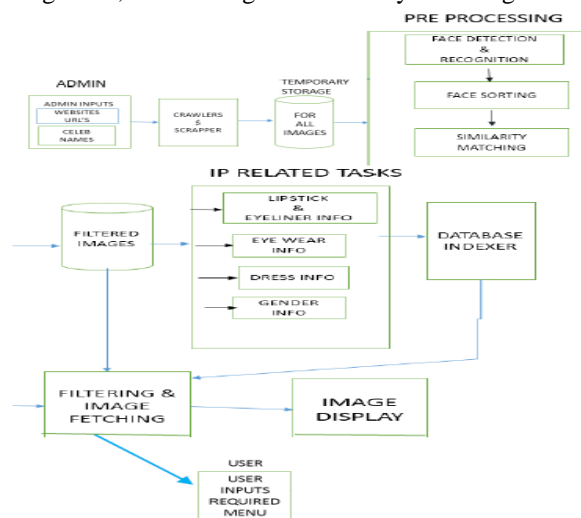 PRE PROCESSING
FACE DETECTION
&
RECOGNITION
FACE SORTING
SIMILARITY
MATCHING
ADMIN
ADMIN INPUTS
WEBSITES
URL'S
CELEB
NAMES
CRAWLERS
&
SCRAPPER
TEMPORARY
STORAGE
FOR
ALL
IMAGES
IP RELATED TASKS
FILTERED
IMAGES
LIPSTICK
&
EYELINER INFO
EYE WEAR
INFO
DRESS INFO
GENDER
INFO
DATABASE
INDEXER
FILTERING &
IMAGE
FETCHING
IMAGE
DISPLAY
USER
USER
INPUTS
REQUIRED
MENU